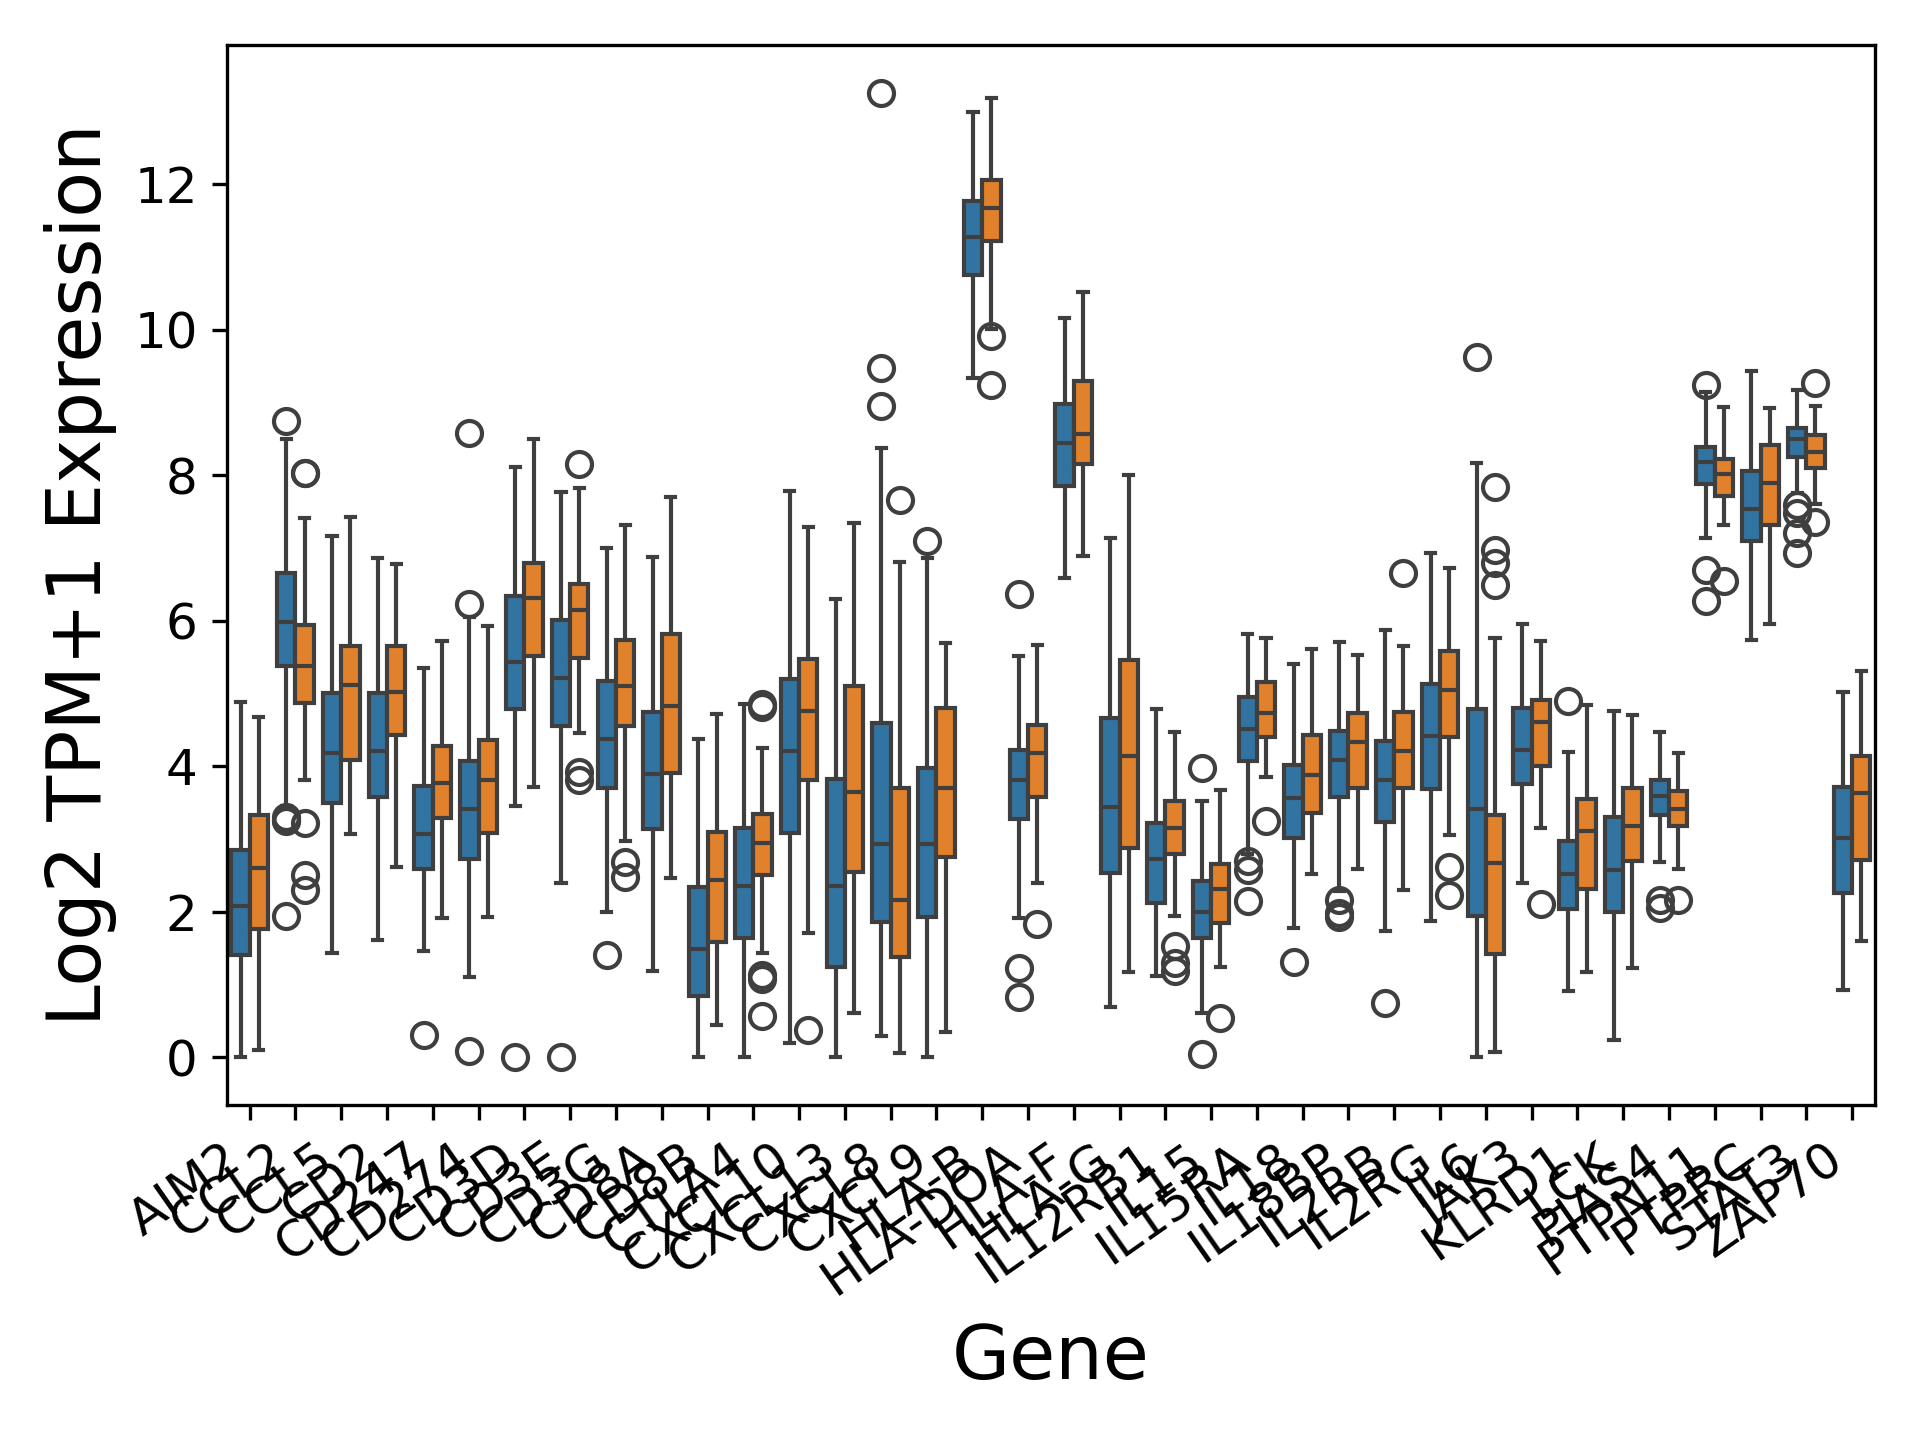 Log2 TPM+1 Expression
12
10
8
6
4
2
0
AIM2
CCL2
CCL5
CD2
CD247
CD274
CD3D
CD3E
CD3G
CD8A
CD8B
CTLA4
CXCL10
CXCL13
CXCL8
CXCL9
HLA-B
HLA-DOA
HLA-F
HLA-G
IL12RB1
IL15
IL15RA
IL18
IL18BP
IL2RB
IL2RG
IL6
JAK3
KLRD1
LCK
PIAS4
PTPN11
PTPRC
STAT3
ZAP70
Gene